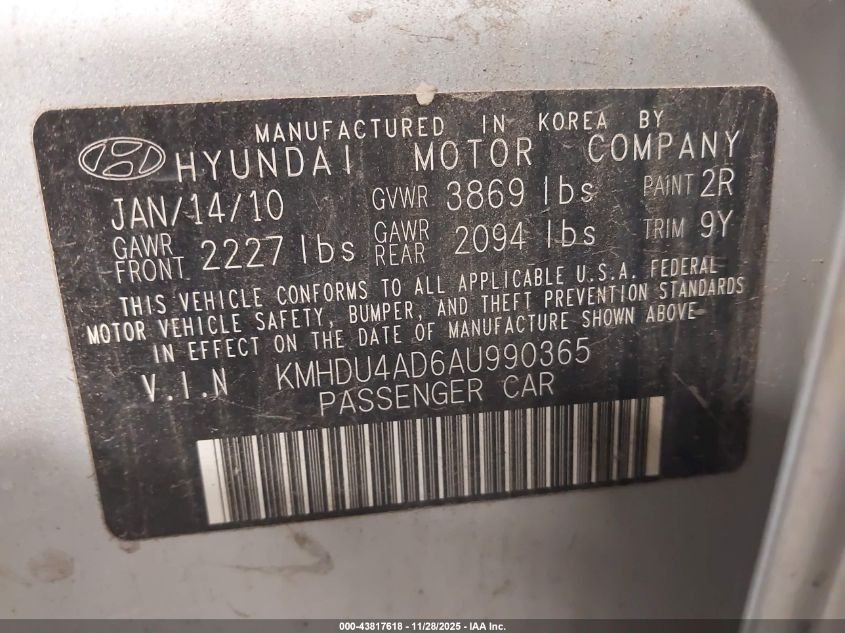 MANUFACTURED IN KOREA BY
HYUNDAI MOTOR COMPANY
JAN/14/10 GVWR 3869 lbs PAINT 2R
GAWR FRONT 2227 lbs GAWR REAR 2094 lbs TRIM 9Y
THIS VEHICLE CONFORMS TO ALL APPLICABLE U.S.A. FEDERAL
MOTOR VEHICLE SAFETY, BUMPER, AND THEFT PREVENTION STANDARDS
IN EFFECT ON THE DATE OF MANUFACTURE SHOWN ABOVE
V.I.N KMHDU4AD6AU990365
PASSENGER CAR
000-43817618 - 11/28/2025 - IAA Inc.